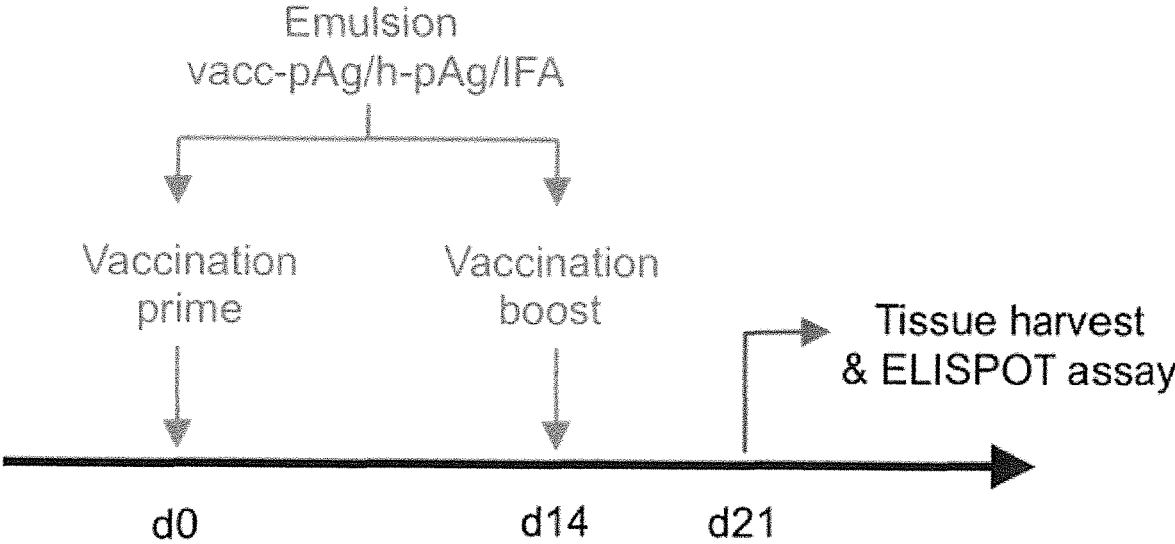 Emulsion
vacc-pAg/h-pAg/IFA
Vaccination
prime
Vaccination
boost
Tissue harvest
& ELISPOT assay
d0
d14
d21